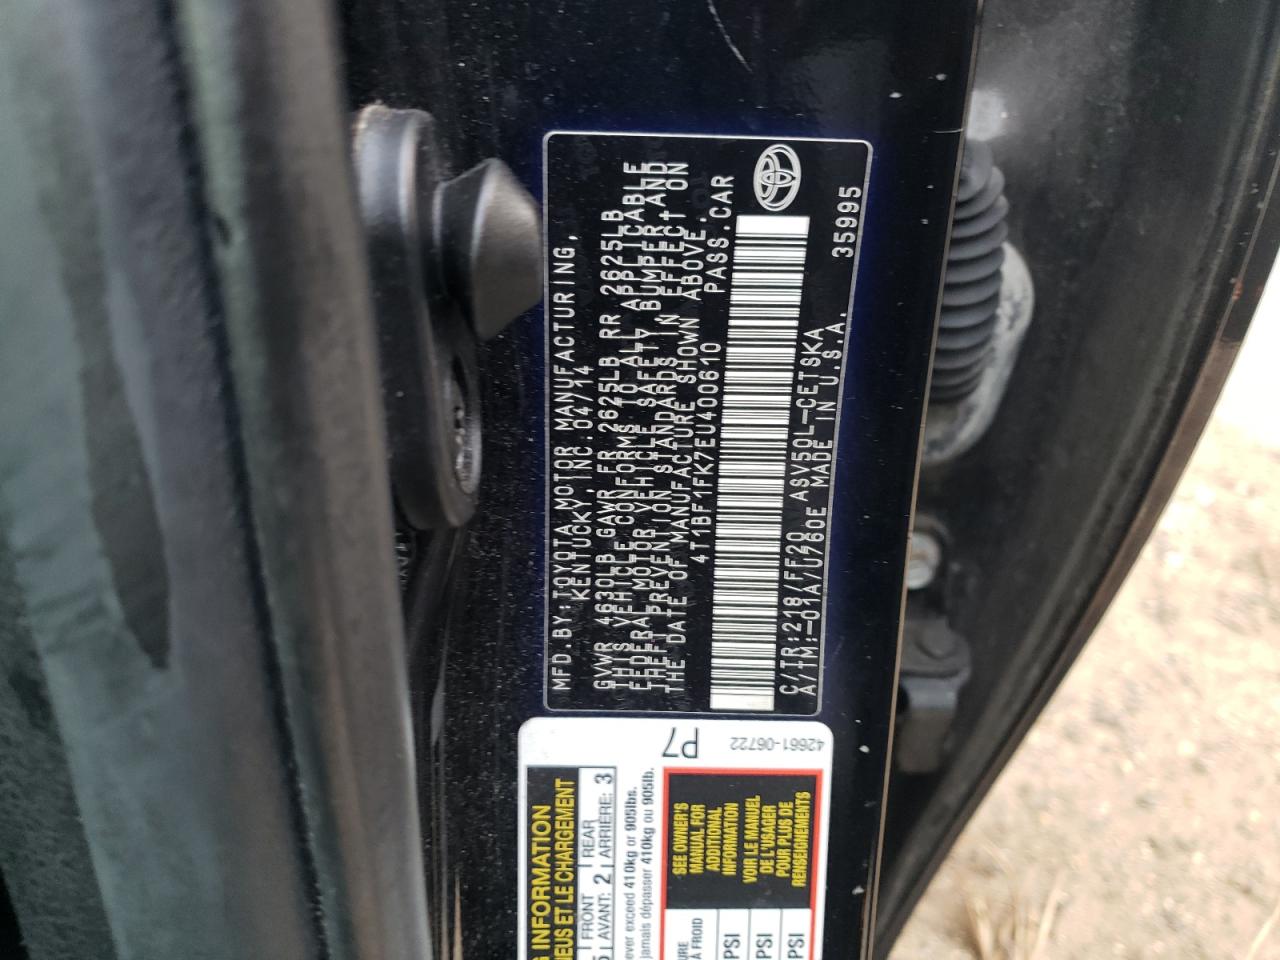 MFD.BY:TOYOTA MOTOR MANUFACTURING,
KENTUCKY, INC. 04/14
GVWR 4630LB GAWR FR 2625LB RR 2625LB
THIS VEHICLE CONFORMS TO ALL APPLICABLE
FEDERAL MOTOR VEHICLE SAFETY, BUMPER, AND
THEFT PREVENTION STANDARDS IN EFFECT ON
THE DATE OF MANUFACTURE SHOWN ABOVE.
4T1BF1FK7EU400610 PASS.CAR
C/TR:218/FF20 ASV50L-CETSKA
A/TM:-01A/U760E MADE IN U.S.A. 35995
P7
42661-06722
INFORMATION
NEUS ET LE CHARGEMENT
FRONT REAR
AVANT: 2 ARRIÈRE: 3
ever exceed 410kg or 905lbs.
jamais dépasser 410kg ou 905lb.
SEE OWNER'S
MANUAL FOR
ADDITIONAL
INFORMATION
VOIR LE MANUEL
DE L'USAGER
POUR PLUS DE
RENSEIGNEMENTS
À FROID
PSI
PSI
PSI